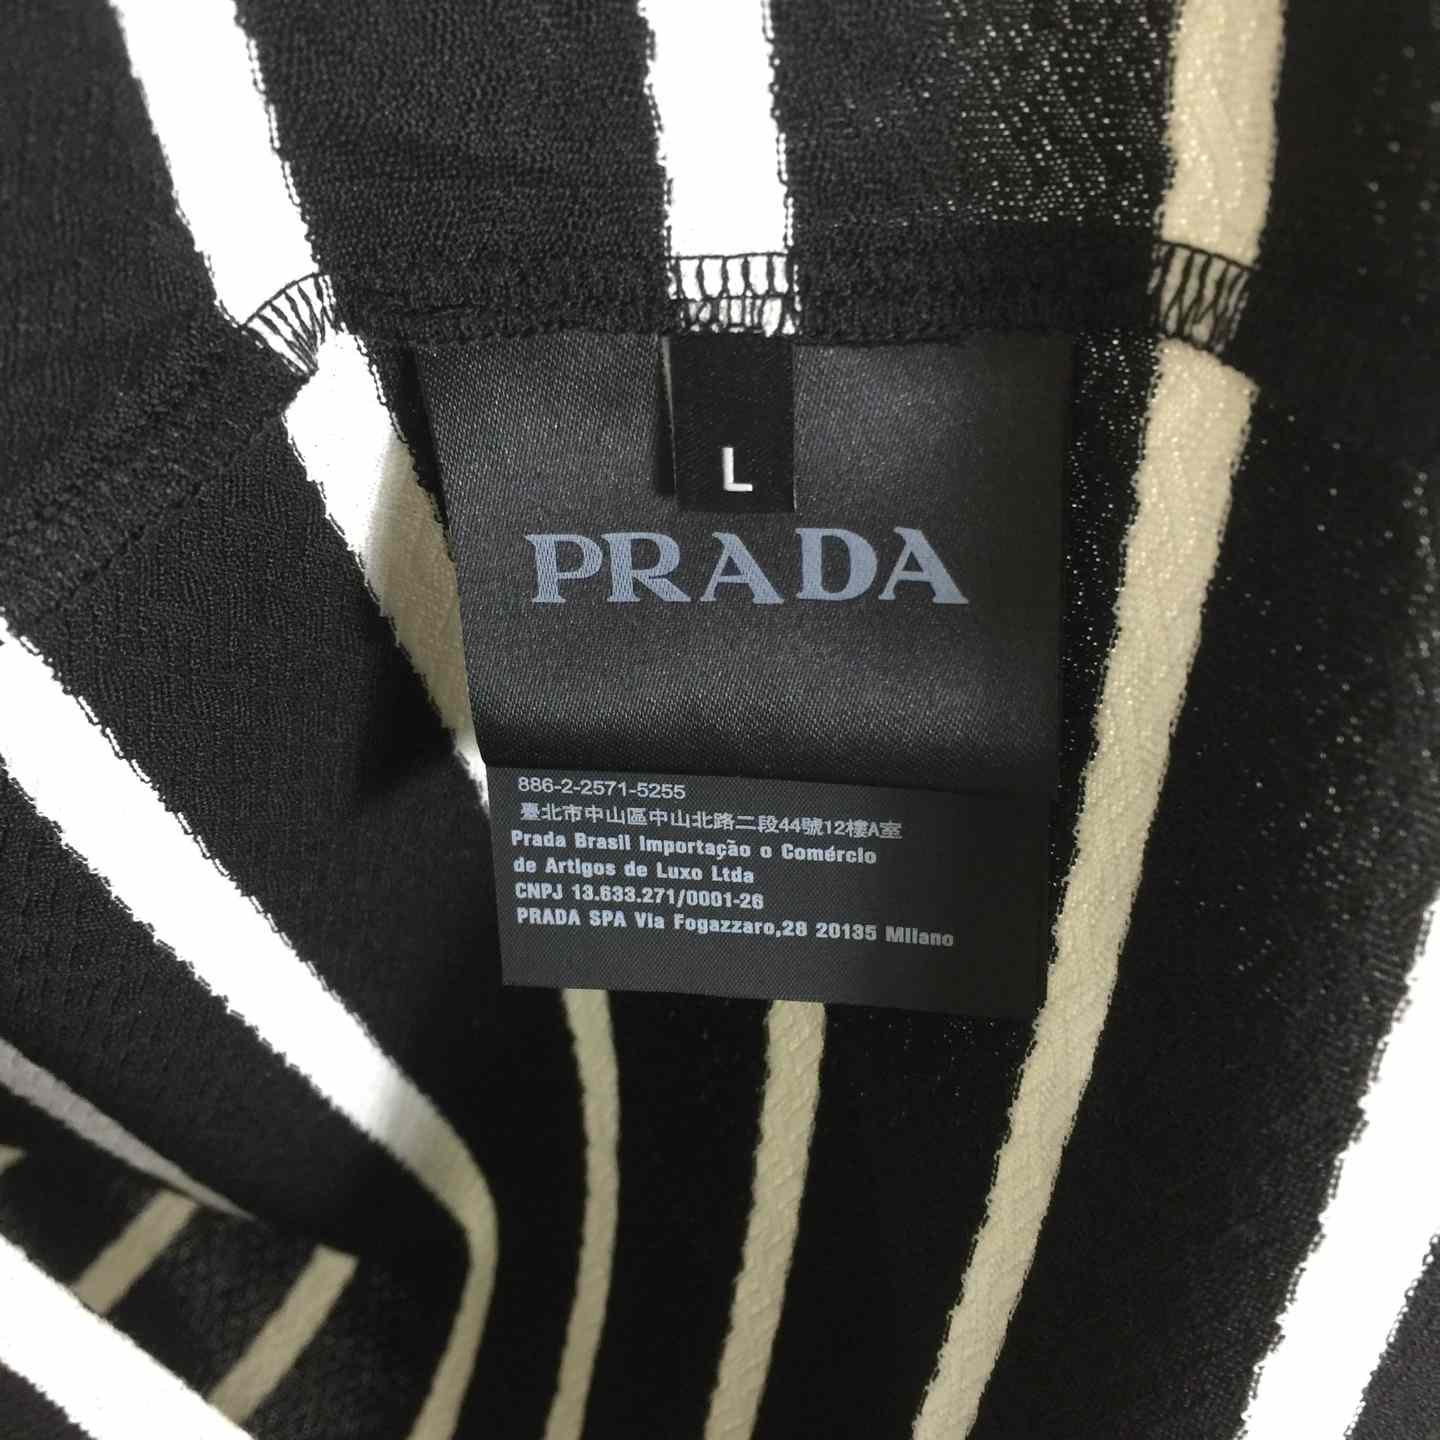 L
PRADA
886-2-2571-5255
臺北市中山區中山北路二段44號12樓A室
Prada Brasil Importação o Comércio
de Artigos de Luxo Ltda
CNPJ 13.633.271/0001-26
PRADA SPA Via Fogazzaro,28 20135 Milano